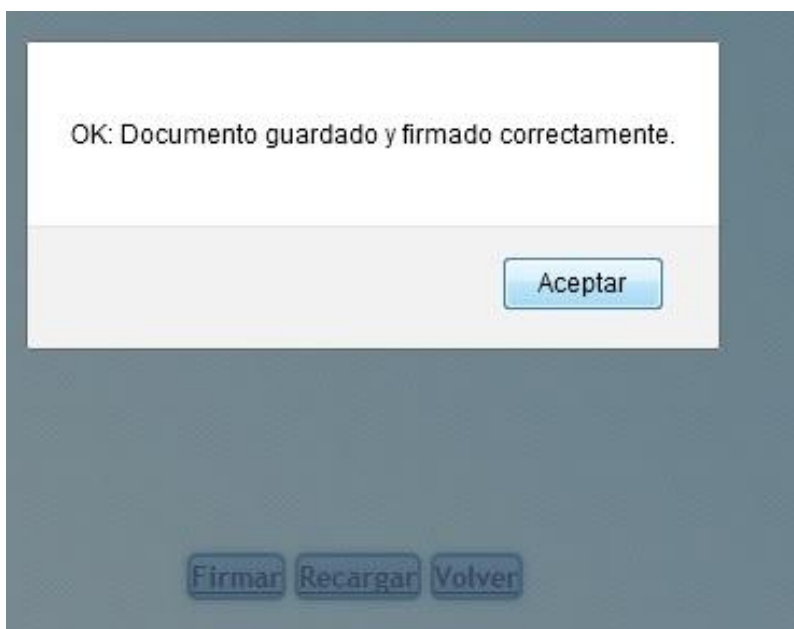 OK: Documento guardado y firmado correctamente.
Aceptar
Firmar Recargar Volver